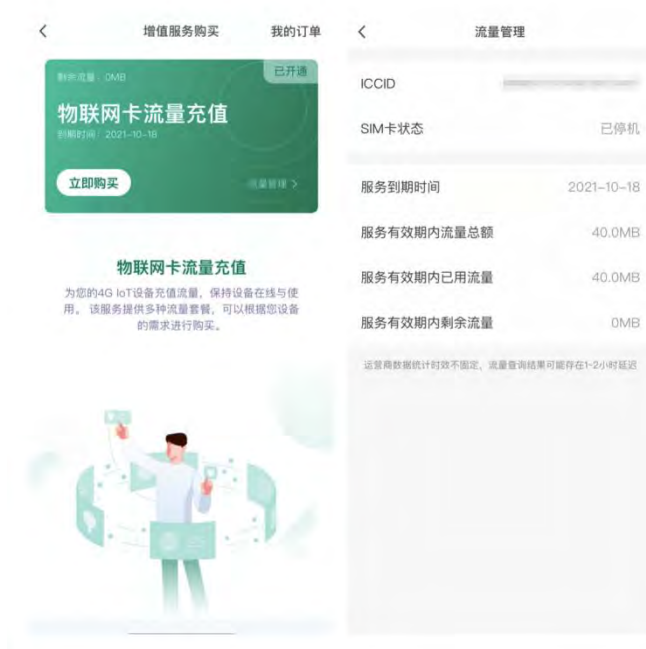 增值服务购买
我的订单
剩余流量：0MB
已开通
物联网卡流量充值
到期时间：2021-10-18
立即购买
流量管理 >
物联网卡流量充值
为您的4G IoT设备充值流量，保持设备在线与使
用。 该服务提供多种流量套餐，可以根据您设备
的需求进行购买。
流量管理
ICCID
SIM卡状态 已停机
服务到期时间 2021-10-18
服务有效期内流量总额 40.0MB
服务有效期内已用流量 40.0MB
服务有效期内剩余流量 0MB
运营商数据统计时效不固定，流量查询结果可能存在1-2小时延迟